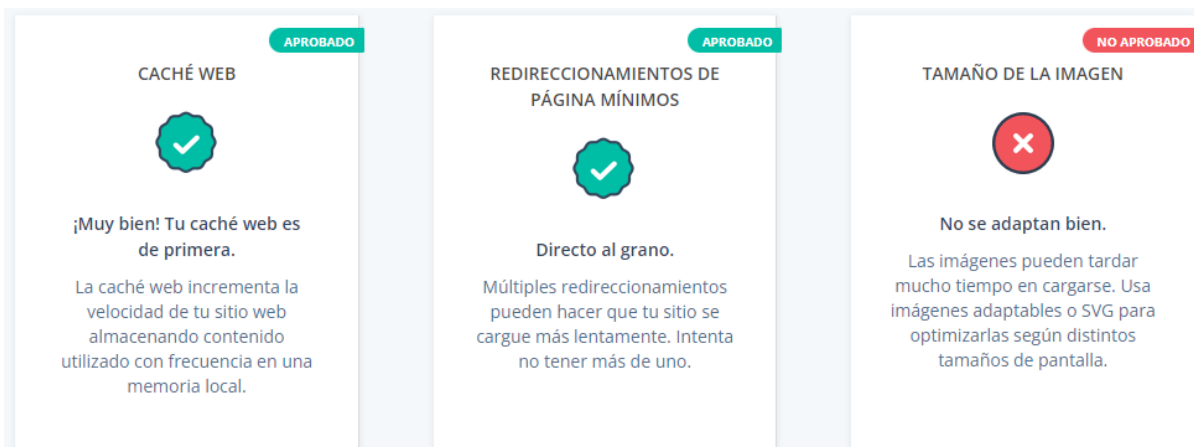 APROBADO
CACHÉ WEB
¡Muy bien! Tu caché web es
de primera.
La caché web incrementa la
velocidad de tu sitio web
almacenando contenido
utilizado con frecuencia en una
memoria local.
APROBADO
REDIRECCIONAMIENTOS DE
PÁGINA MÍNIMOS
Directo al grano.
Múltiples redireccionamientos
pueden hacer que tu sitio se
cargue más lentamente. Intenta
no tener más de uno.
NO APROBADO
TAMAÑO DE LA IMAGEN
No se adaptan bien.
Las imágenes pueden tardar
mucho tiempo en cargarse. Usa
imágenes adaptables o SVG para
optimizarlas según distintos
tamaños de pantalla.